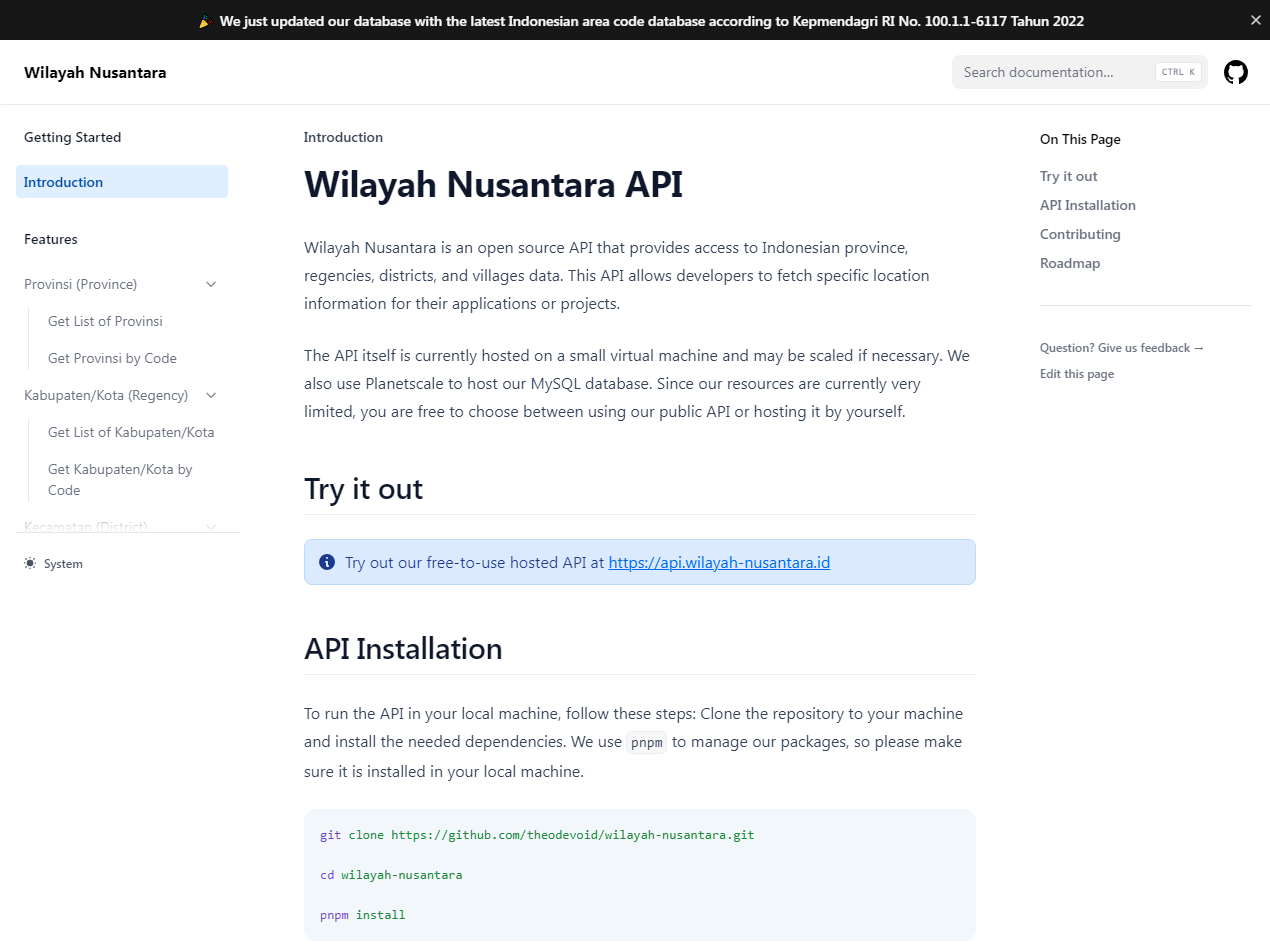 🎉 We just updated our database with the latest Indonesian area code database according to Kepmendagri RI No. 100.1.1-6117 Tahun 2022
Wilayah Nusantara
Search documentation...
CTRL K
Getting Started
Introduction
Features
Provinsi (Province)
Get List of Provinsi
Get Provinsi by Code
Kabupaten/Kota (Regency)
Get List of Kabupaten/Kota
Get Kabupaten/Kota by
Code
Kecamatan (District)
System
Introduction
Wilayah Nusantara API
Wilayah Nusantara is an open source API that provides access to Indonesian province,
regencies, districts, and villages data. This API allows developers to fetch specific location
information for their applications or projects.
The API itself is currently hosted on a small virtual machine and may be scaled if necessary. We
also use Planetscale to host our MySQL database. Since our resources are currently very
limited, you are free to choose between using our public API or hosting it by yourself.
Try it out
Try out our free-to-use hosted API at https://api.wilayah-nusantara.id
API Installation
To run the API in your local machine, follow these steps: Clone the repository to your machine
and install the needed dependencies. We use pnpm to manage our packages, so please make
sure it is installed in your local machine.
git clone https://github.com/theodevoid/wilayah-nusantara.git
cd wilayah-nusantara
pnpm install
On This Page
Try it out
API Installation
Contributing
Roadmap
Question? Give us feedback →
Edit this page